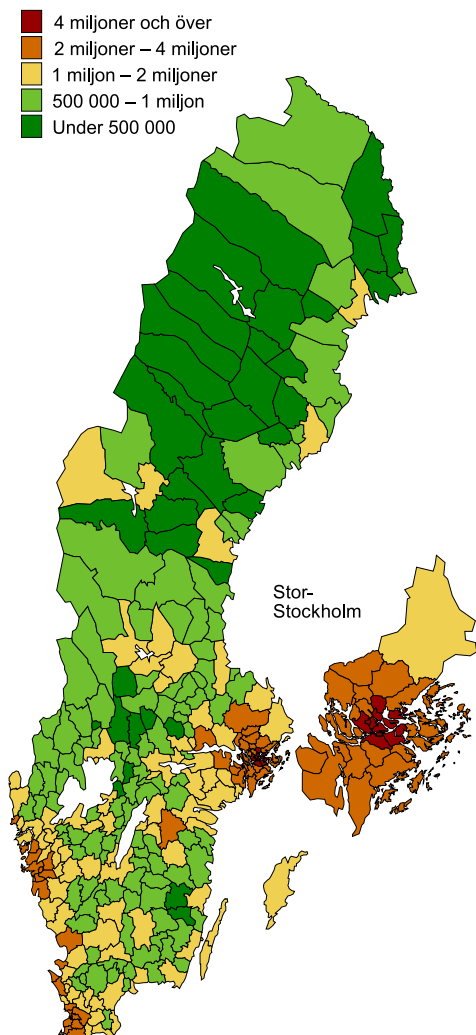 4 miljoner och över
2 miljoner – 4 miljoner
1 miljon – 2 miljoner
500 000 – 1 miljon
Under 500 000
Stor-
Stockholm